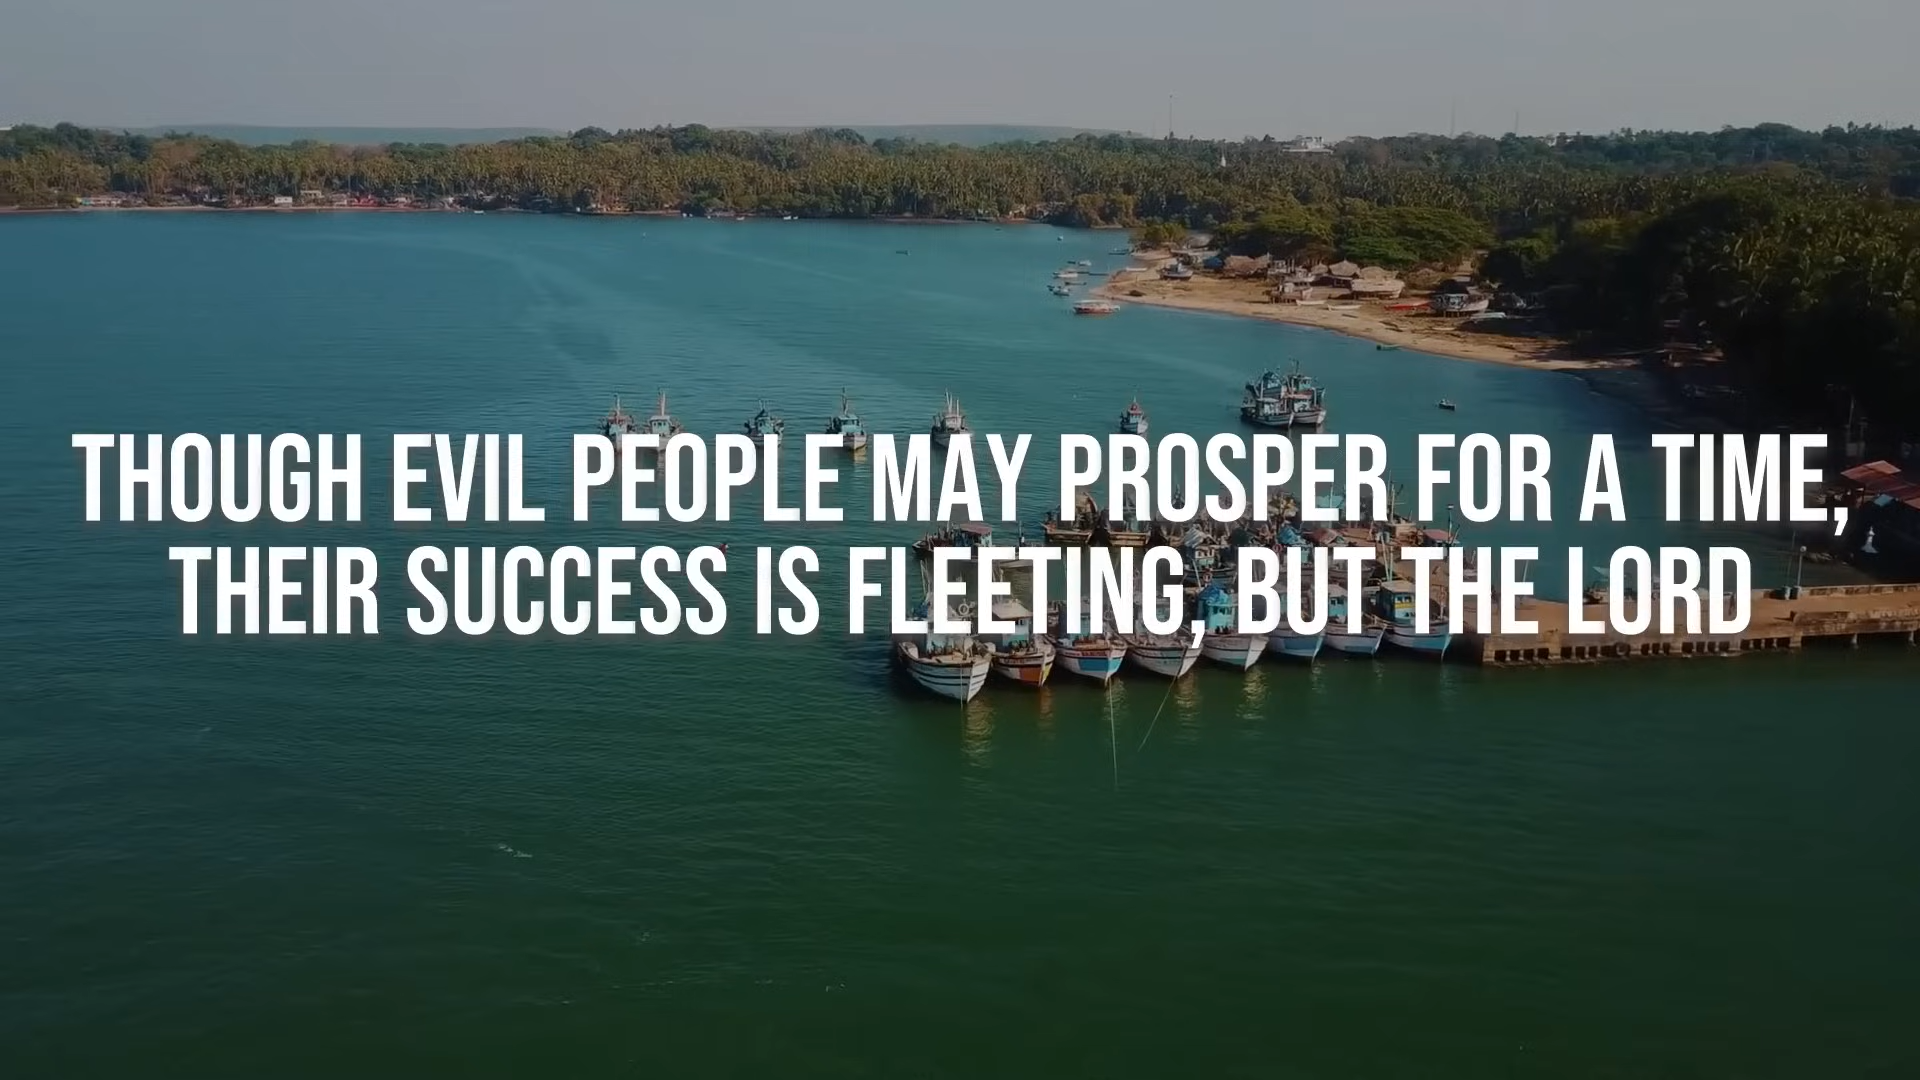 THOUGH EVIL PEOPLE MAY PROSPER FOR A TIME,
THEIR SUCCESS IS FLEETING, BUT THE LORD